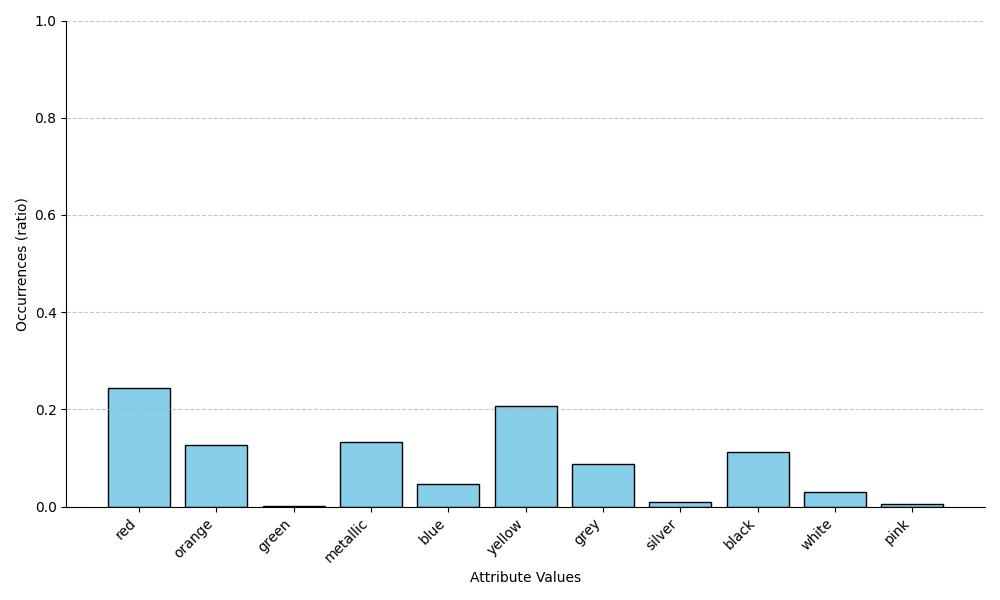 1.0
0.8
0.6
0.4
0.2
0.0
Occurrences (ratio)
red
orange
green
metallic
blue
yellow
grey
silver
black
white
pink
Attribute Values